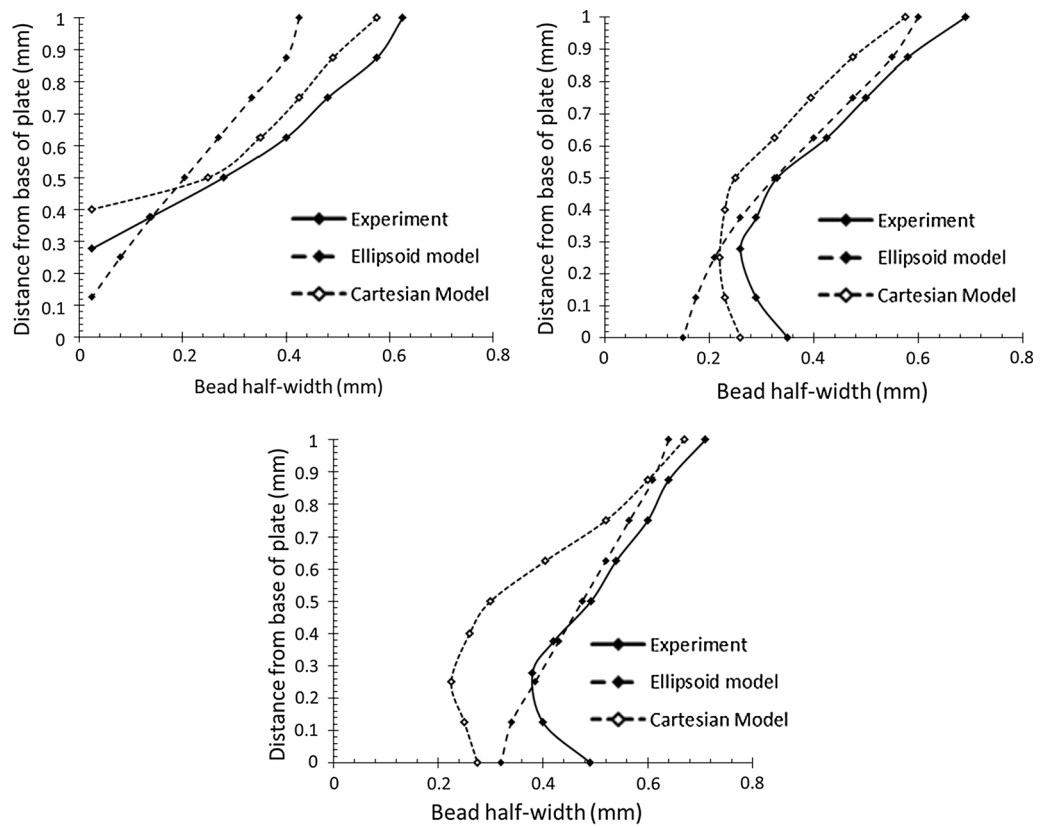 Distance from base of plate (mm)
1
0.9
0.8
0.7
0.6
0.5
0.4
0.3
0.2
0.1
0
0 0.2 0.4 0.6 0.8
Bead half-width (mm)
Experiment
Ellipsoid model
Cartesian Model
Distance from base of plate (mm)
1
0.9
0.8
0.7
0.6
0.5
0.4
0.3
0.2
0.1
0
0 0.2 0.4 0.6 0.8
Bead half-width (mm)
Experiment
Ellipsoid model
Cartesian Model
Distance from base of plate (mm)
1
0.9
0.8
0.7
0.6
0.5
0.4
0.3
0.2
0.1
0
0 0.2 0.4 0.6 0.8
Bead half-width (mm)
Experiment
Ellipsoid model
Cartesian Model